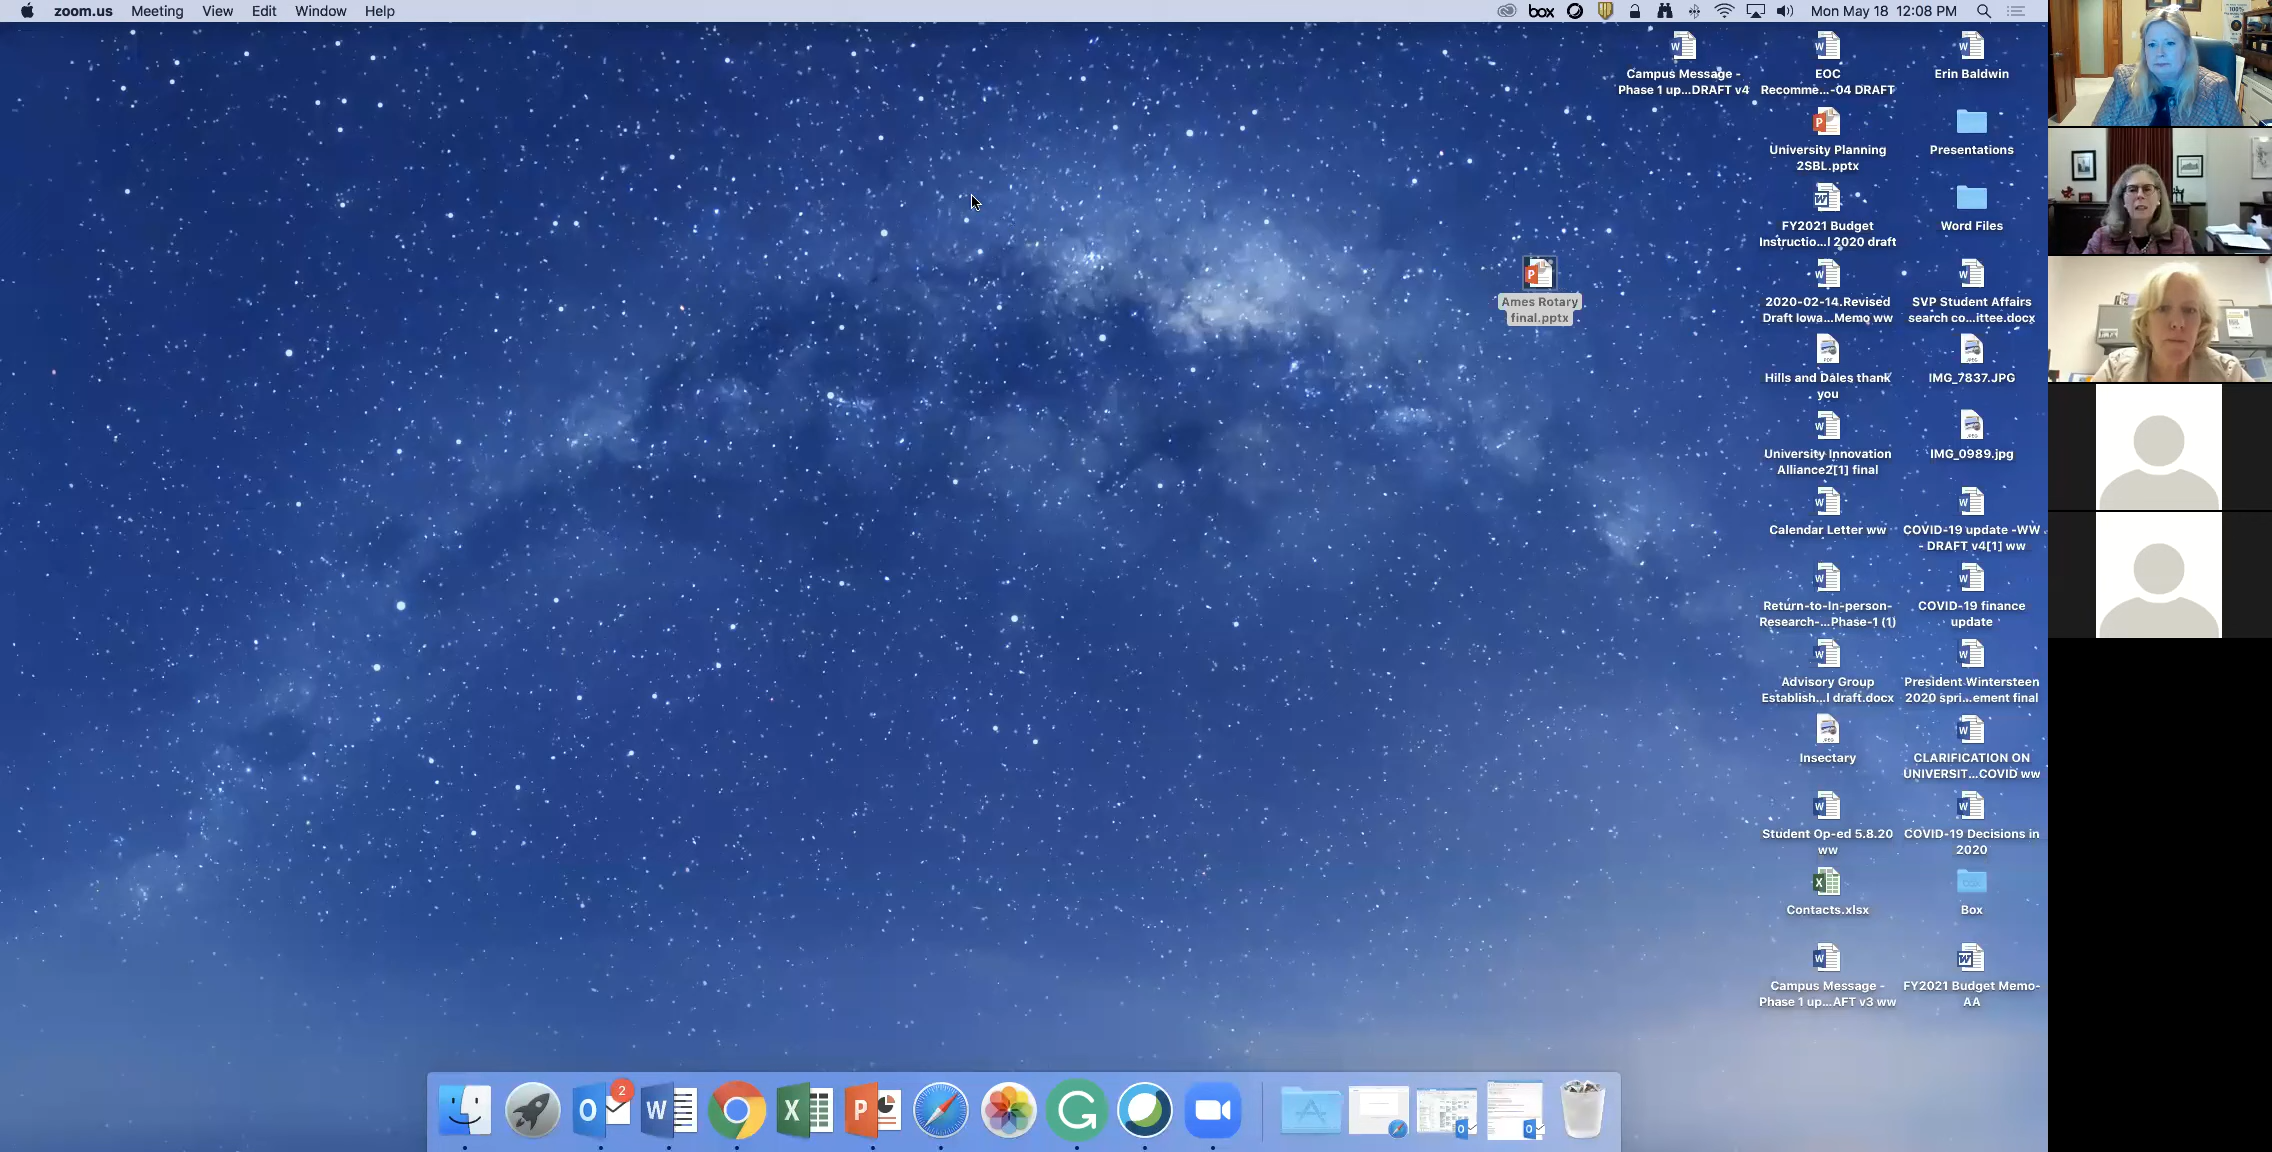 zoom.us Meeting View Edit Window Help
box Mon May 18 12:08 PM
Campus Message -
Phase 1 up...DRAFT v4
EOC
Recomme...-04 DRAFT
Erin Baldwin
University Planning
2SBL.pptx
Presentations
FY2021 Budget
Instructio...l 2020 draft
Word Files
Ames Rotary
final.pptx
2020-02-14.Revised
Draft Iowa...Memo ww
SVP Student Affairs
search co...ittee.docx
Hills and Dales thank
you
IMG_7837.JPG
University Innovation
Alliance2[1] final
IMG_0989.jpg
Calendar Letter ww
COVID-19 update -WW
- DRAFT v4[1] ww
Return-to-In-person-
Research-...Phase-1 (1)
COVID-19 finance
update
Advisory Group
Establish...l draft.docx
President Wintersteen
2020 spri...ement final
Insectary
CLARIFICATION ON
UNIVERSIT...COVID ww
Student Op-ed 5.8.20
ww
COVID-19 Decisions in
2020
Contacts.xlsx
Box
Campus Message -
Phase 1 up...AFT v3 ww
FY2021 Budget Memo-
AA
2